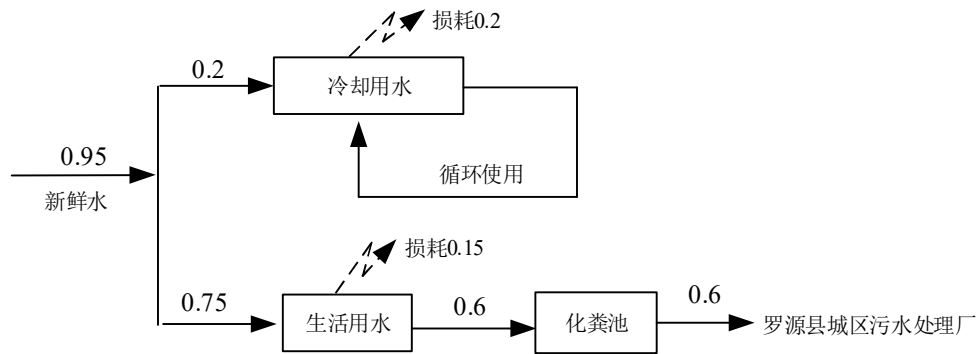 损耗0.2
0.2
冷却用水
0.95
新鲜水
循环使用
损耗0.15
0.75
生活用水
0.6
化粪池
0.6
罗源县城区污水处理厂